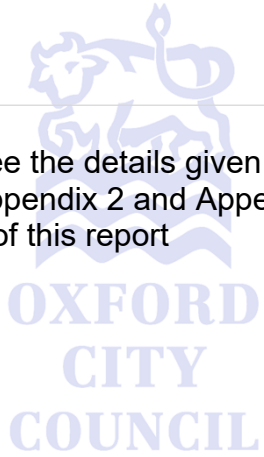 ee the details given
ppendix 2 and Appe
of this report
OXFORD
CITY
COUNCIL